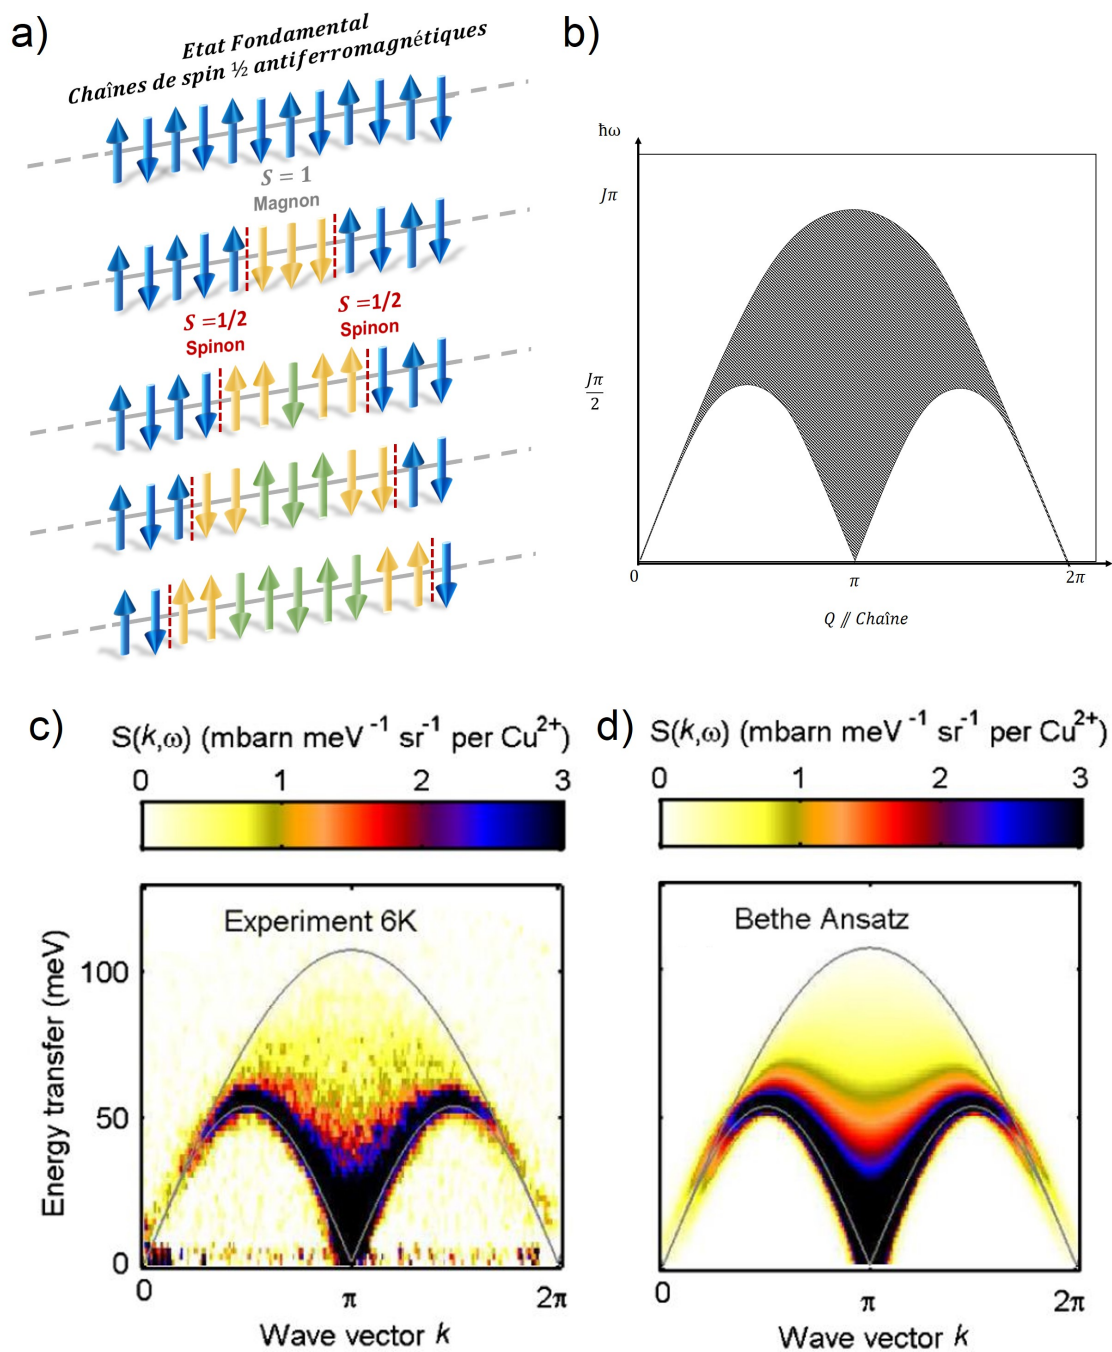 a)
Etat Fondamental
Chaînes de spin ½ antiferromagnétiques
S = 1
Magnon
S =1/2
Spinon
S =1/2
Spinon
b)
ħω
Jπ
Jπ
2
0
π
2π
Q // Chaîne
c)
S(k,ω) (mbarn meV⁻¹ sr⁻¹ per Cu²⁺)
0 1 2 3
Experiment 6K
Energy transfer (meV)
100
50
0
0 π 2π
Wave vector k
d)
S(k,ω) (mbarn meV⁻¹ sr⁻¹ per Cu²⁺)
0 1 2 3
Bethe Ansatz
0 π 2π
Wave vector k